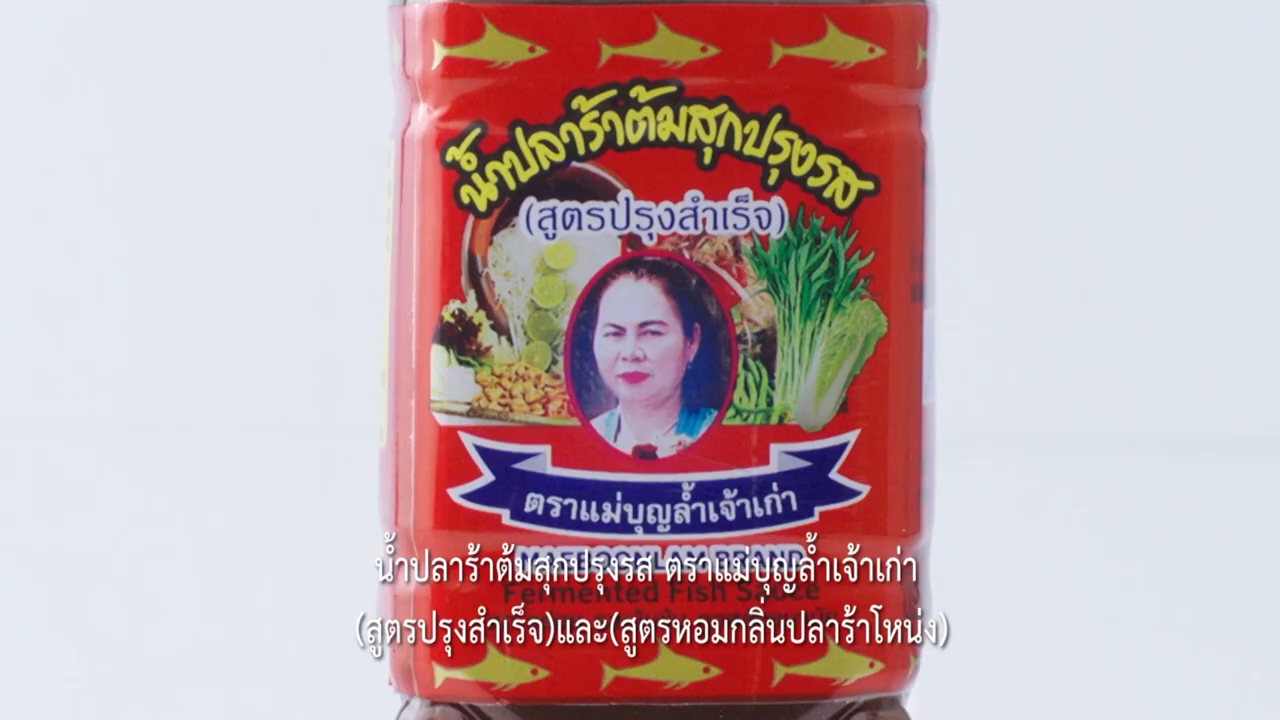 น้ำปลาร้าต้มสุกปรุงรส
(สูตรปรุงสำเร็จ)
ตราแม่บุญล้ำเจ้าเก่า
น้ำปลาร้าต้มสุกปรุงรส ตราแม่บุญล้ำเจ้าเก่า
Fermented Fish Sauce
(สูตรปรุงสำเร็จ)และ(สูตรหอมกลิ่นปลาร้าโหน่ง)